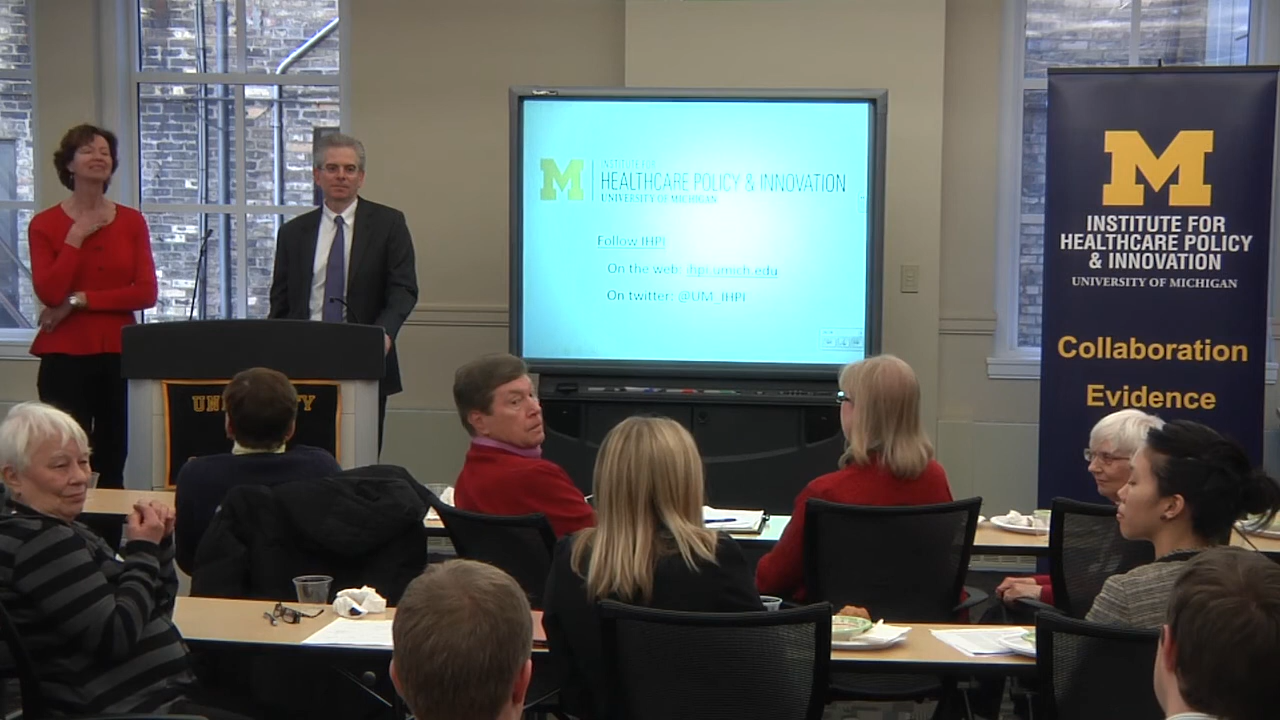 M
INSTITUTE FOR
HEALTHCARE POLICY & INNOVATION
UNIVERSITY OF MICHIGAN
Follow IHPI
On the web: ihpi.umich.edu
On twitter: @UM_IHPI
M
INSTITUTE FOR
HEALTHCARE POLICY
& INNOVATION
UNIVERSITY OF MICHIGAN
Collaboration
Evidence